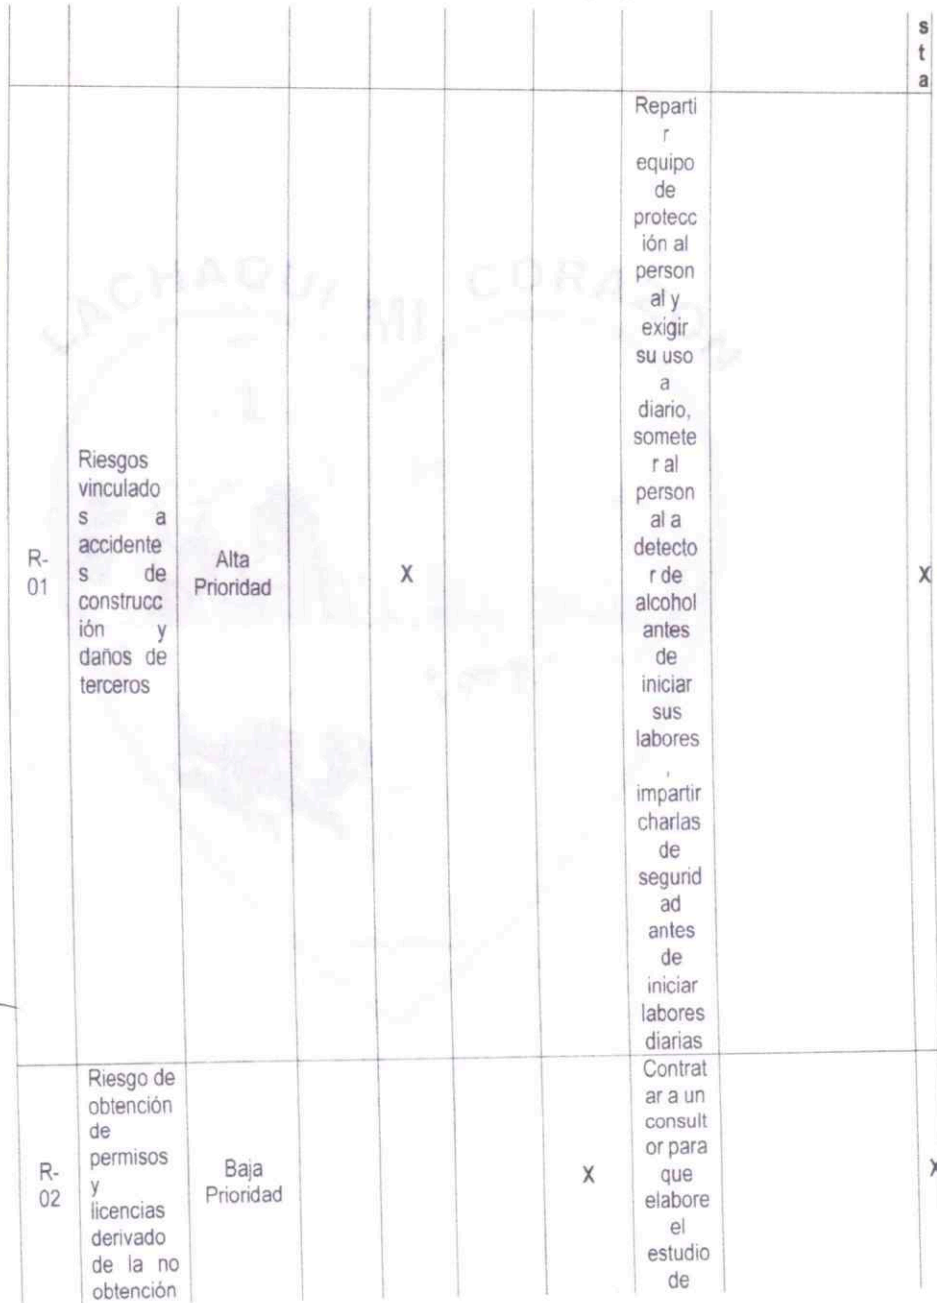 s
t
a
R-
01
Riesgos
vinculado
s a
accidente
s de
construcc
ión y
daños de
terceros
Alta
Prioridad
X
Reparti
r
equipo
de
protecc
ión al
person
al y
exigir
su uso
a
diario,
somete
r al
person
al a
detecto
r de
alcohol
antes
de
iniciar
sus
labores
,
impartir
charlas
de
segurid
ad
antes
de
iniciar
labores
diarias
X
R-
02
Riesgo de
obtención
de
permisos
y
licencias
derivado
de la no
obtención
Baja
Prioridad
X
Contrat
ar a un
consult
or para
que
elabore
el
estudio
de
X
LACHAQUI MI CORAZON